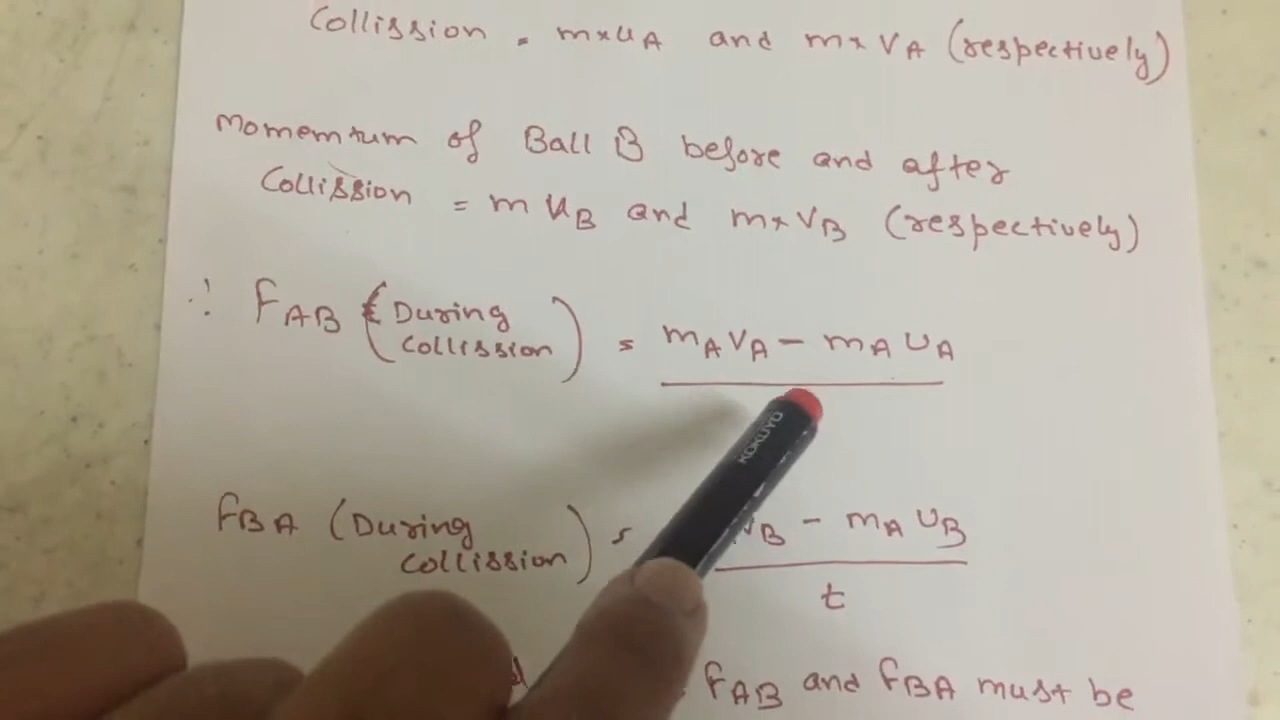 Collission = m×uA and m×VA (respectively)
Momentum of Ball B before and after
Collission = m uB and m×VB (respectively)
∴ FAB (During
Collission) = mAVA - mAUA
KOKUYO
FBA (During
Collission) = VB - mAUB
t
FAB and FBA must be